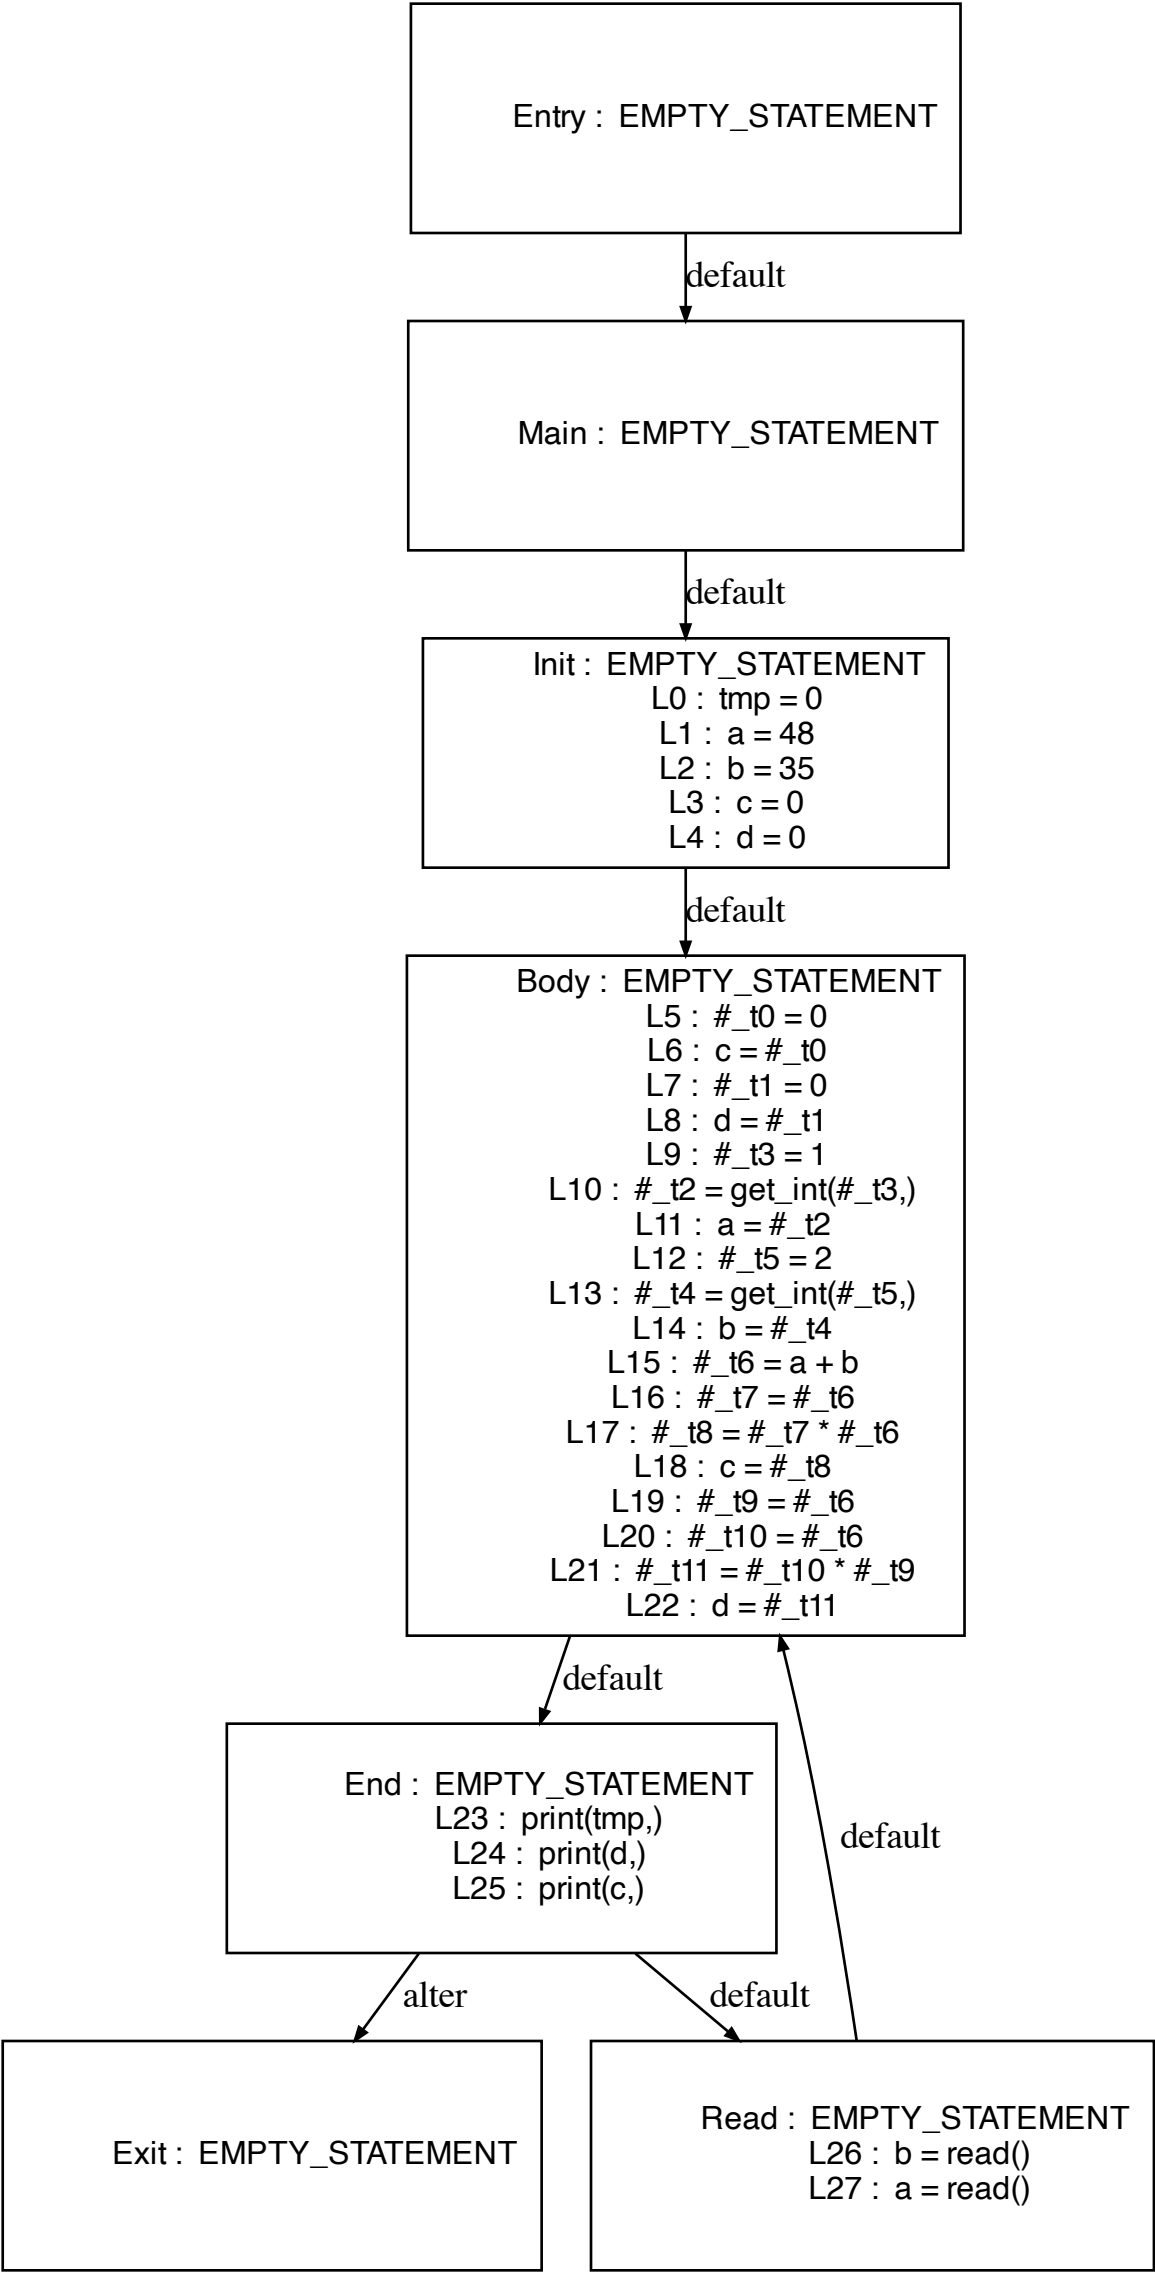 Entry : EMPTY_STATEMENT
default
Main : EMPTY_STATEMENT
default
Init : EMPTY_STATEMENT
L0 : tmp = 0
L1 : a = 48
L2 : b = 35
L3 : c = 0
L4 : d = 0
default
Body : EMPTY_STATEMENT
L5 : #_t0 = 0
L6 : c = #_t0
L7 : #_t1 = 0
L8 : d = #_t1
L9 : #_t3 = 1
L10 : #_t2 = get_int(#_t3,)
L11 : a = #_t2
L12 : #_t5 = 2
L13 : #_t4 = get_int(#_t5,)
L14 : b = #_t4
L15 : #_t6 = a + b
L16 : #_t7 = #_t6
L17 : #_t8 = #_t7 * #_t6
L18 : c = #_t8
L19 : #_t9 = #_t6
L20 : #_t10 = #_t6
L21 : #_t11 = #_t10 * #_t9
L22 : d = #_t11
default
End : EMPTY_STATEMENT
L23 : print(tmp,)
L24 : print(d,)
L25 : print(c,)
default
alter
default
Exit : EMPTY_STATEMENT
Read : EMPTY_STATEMENT
L26 : b = read()
L27 : a = read()